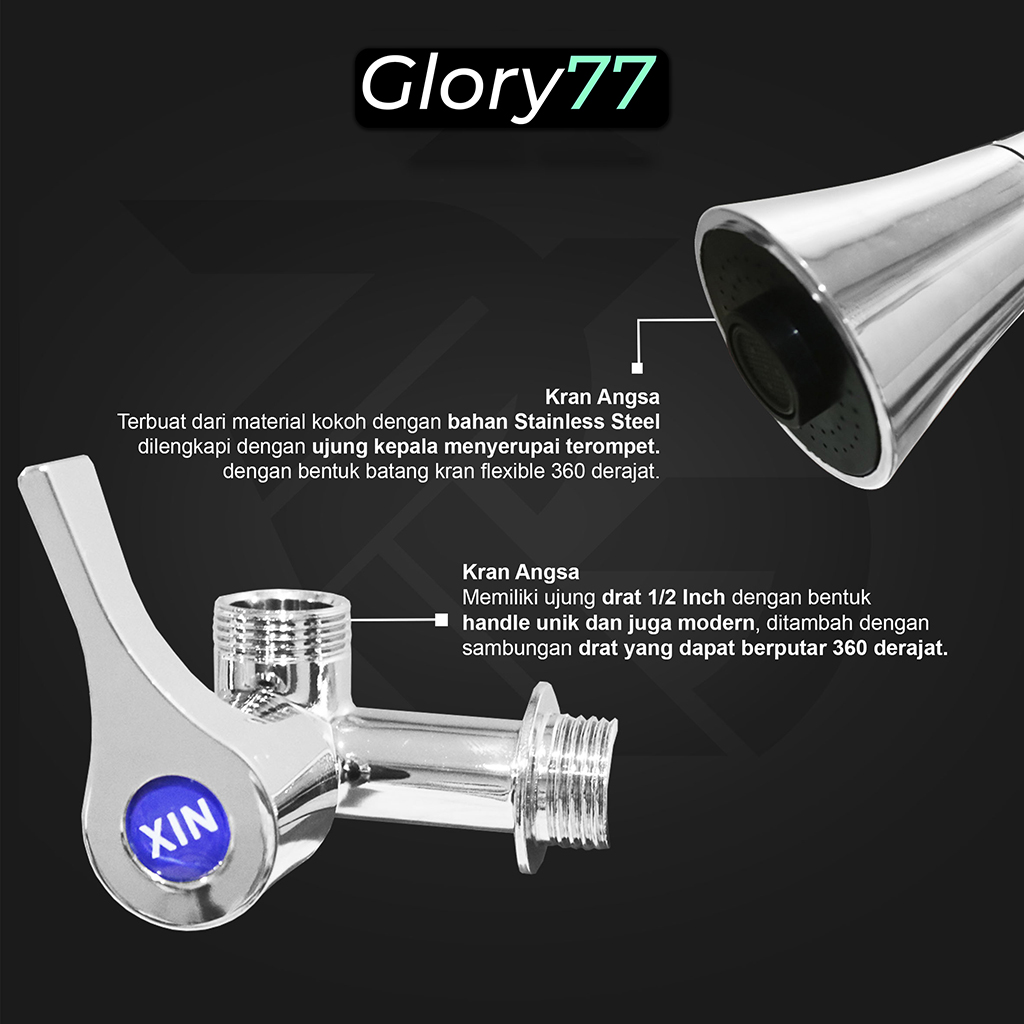 Glory77
Kran Angsa
Terbuat dari material kokoh dengan bahan Stainless Steel
dilengkapi dengan ujung kepala menyerupai terompet.
dengan bentuk batang kran flexible 360 derajat.
Kran Angsa
Memiliki ujung drat 1/2 Inch dengan bentuk
handle unik dan juga modern, ditambah dengan
sambungan drat yang dapat berputar 360 derajat.
XIN